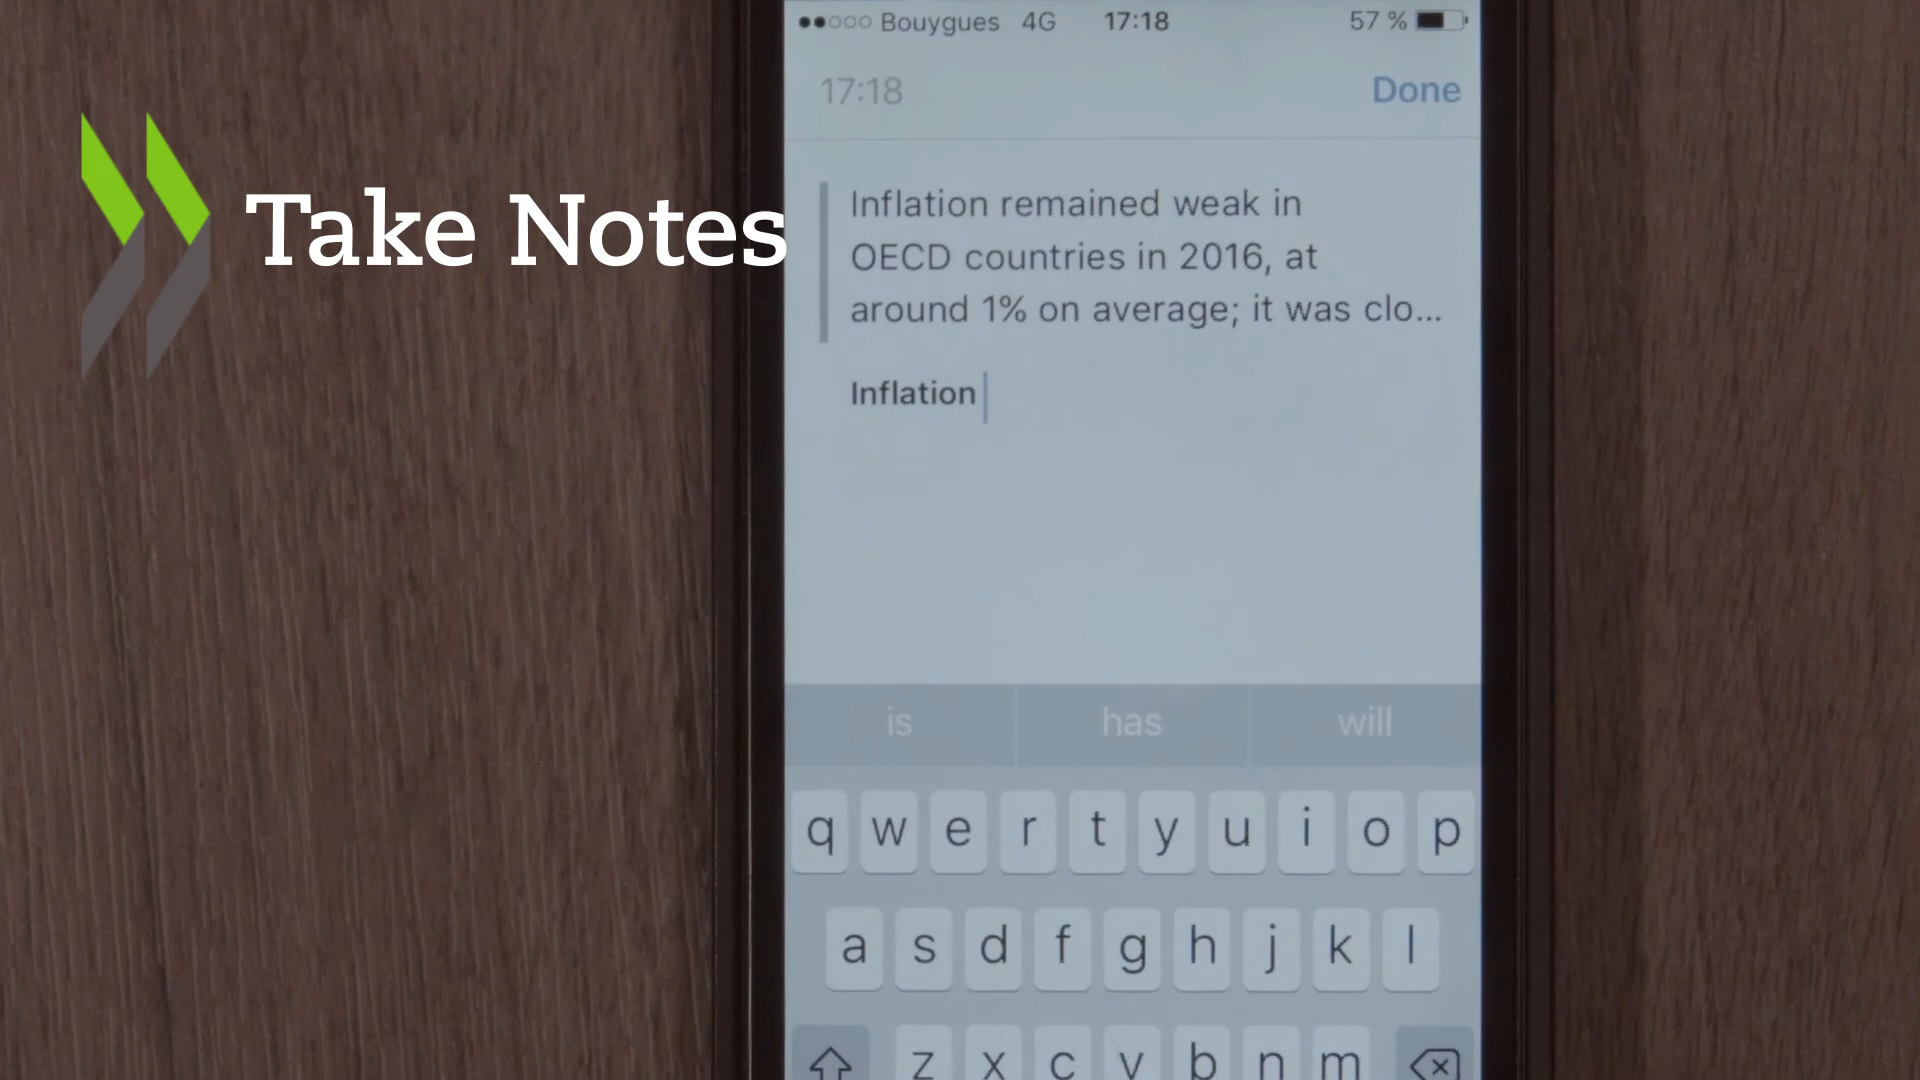 ●●○○○ Bouygues 4G 17:18 57 %
17:18 Done
Take Notes
Inflation remained weak in
OECD countries in 2016, at
around 1% on average; it was clo...
Inflation
is has will
q w e r t y u i o p
a s d f g h j k l
z x c v b n m